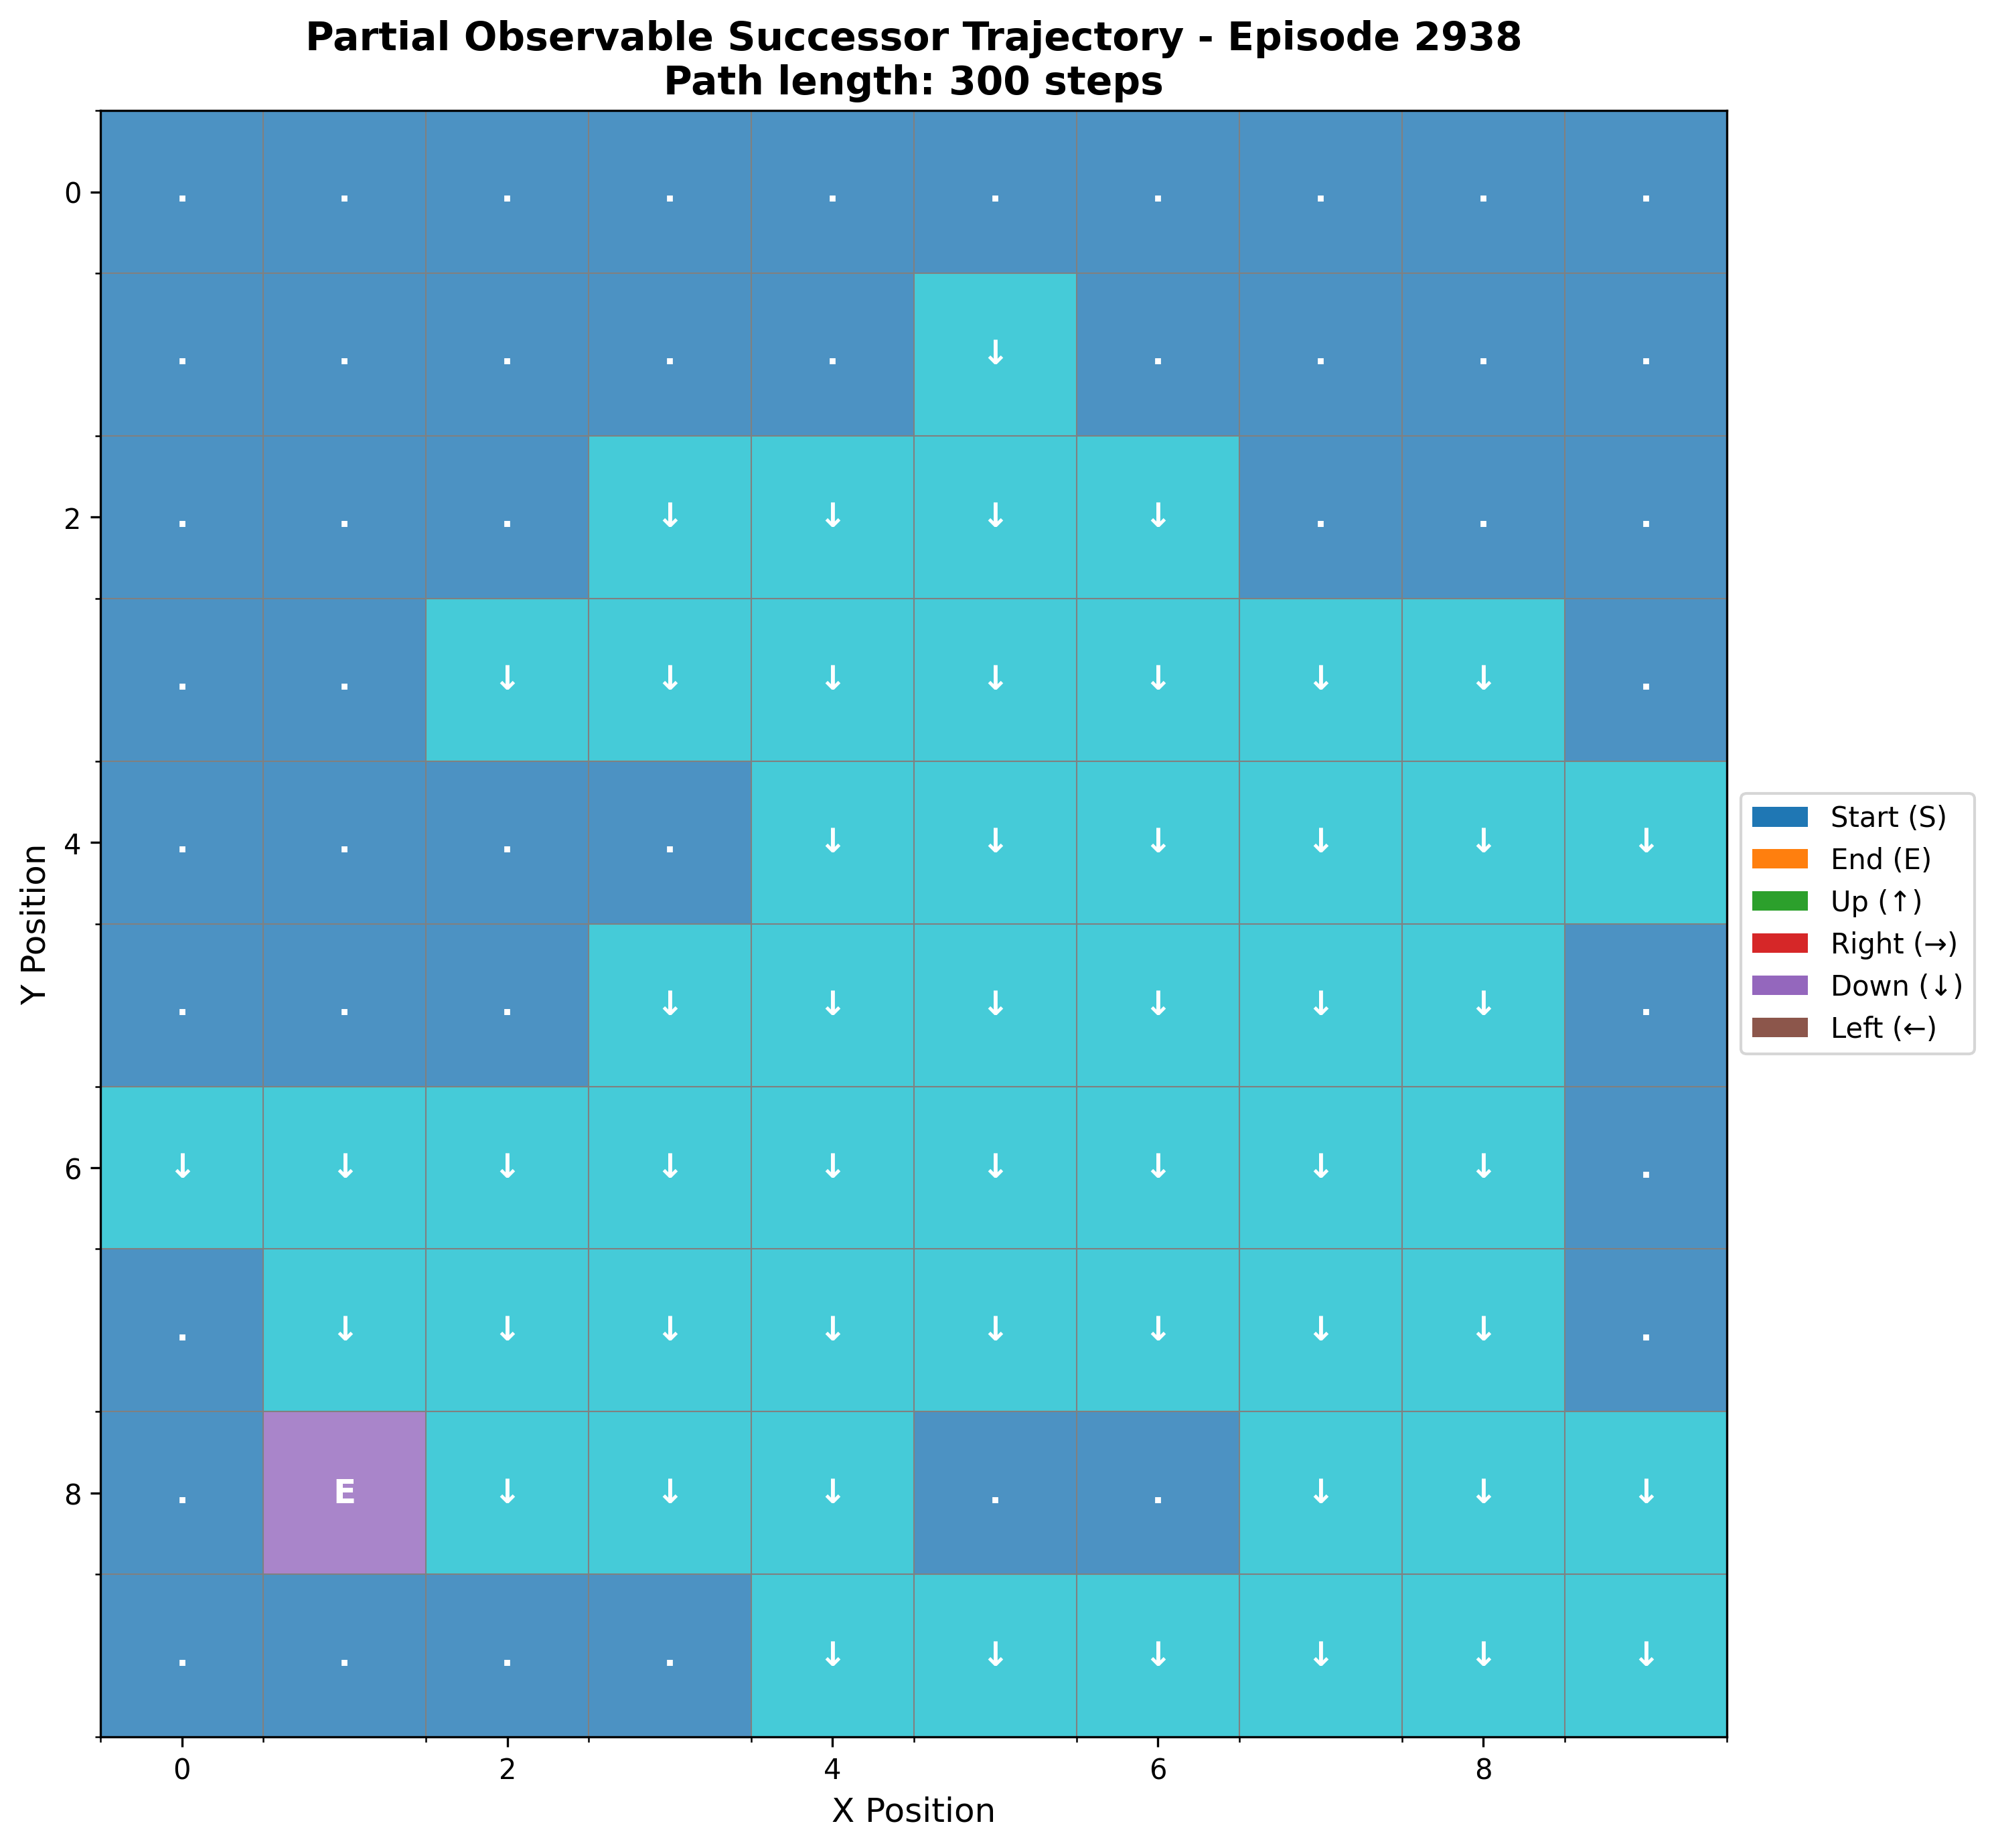 Partial Observable Successor Trajectory - Episode 2938
Path length: 300 steps
0 . . . . . . . . . .
. . . . . ↓ . . . .
2 . . . ↓ ↓ ↓ ↓ . . .
. . ↓ ↓ ↓ ↓ ↓ ↓ ↓ .
4 . . . . ↓ ↓ ↓ ↓ ↓ ↓
. . . ↓ ↓ ↓ ↓ ↓ ↓ .
6 ↓ ↓ ↓ ↓ ↓ ↓ ↓ ↓ ↓ .
. ↓ ↓ ↓ ↓ ↓ ↓ ↓ ↓ .
8 . E ↓ ↓ ↓ . . ↓ ↓ ↓
. . . . ↓ ↓ ↓ ↓ ↓ ↓
0 2 4 6 8
X Position
Y Position
Start (S)
End (E)
Up (↑)
Right (→)
Down (↓)
Left (←)